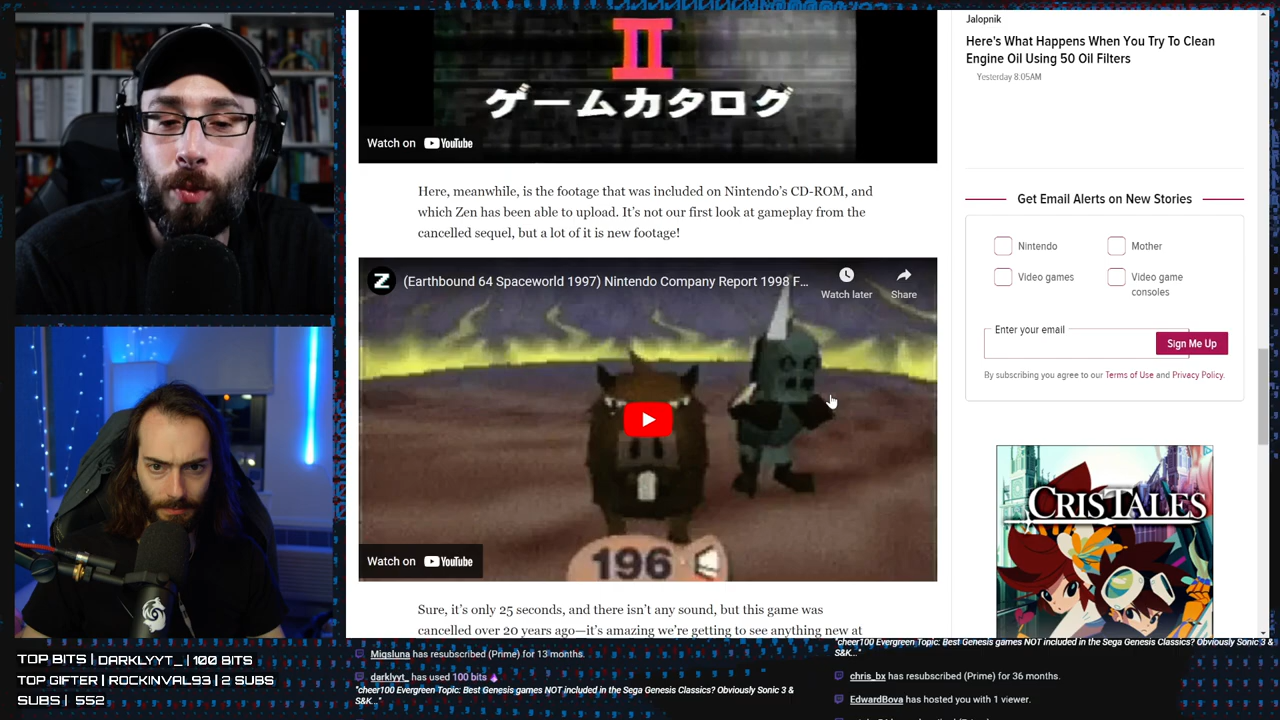 II
ゲームカタログ
Watch on YouTube
Here, meanwhile, is the footage that was included on Nintendo's CD-ROM, and
which Zen has been able to upload. It's not our first look at gameplay from the
cancelled sequel, but a lot of it is new footage!
Z
(Earthbound 64 Spaceworld 1997) Nintendo Company Report 1998 F...
Watch later
Share
196
Watch on YouTube
Sure, it's only 25 seconds, and there isn't any sound, but this game was
cancelled over 20 years ago—it's amazing we're getting to see anything new at
Jalopnik
Here's What Happens When You Try To Clean
Engine Oil Using 50 Oil Filters
Yesterday 8:05AM
Get Email Alerts on New Stories
Nintendo
Mother
Video games
Video game
consoles
Enter your email
Sign Me Up
By subscribing you agree to our Terms of Use and Privacy Policy.
CRIS TALES
TOP BITS | DARKLYYT_ | 100 BITS
TOP GIFTER | ROCKINVAL93 | 2 SUBS
SUBS | 552
Miqsluna has resubscribed (Prime) for 13 months.
darklyyt_ has used 100 bits
"cheer100 Evergreen Topic: Best Genesis games NOT included in the Sega Genesis Classics? Obviously Sonic 3 &
S&K..."
"cheer100 Evergreen Topic: Best Genesis games NOT included in the Sega Genesis Classics? Obviously Sonic 3 &
S&K..."
chris_bx has resubscribed (Prime) for 36 months.
EdwardBova has hosted you with 1 viewer.